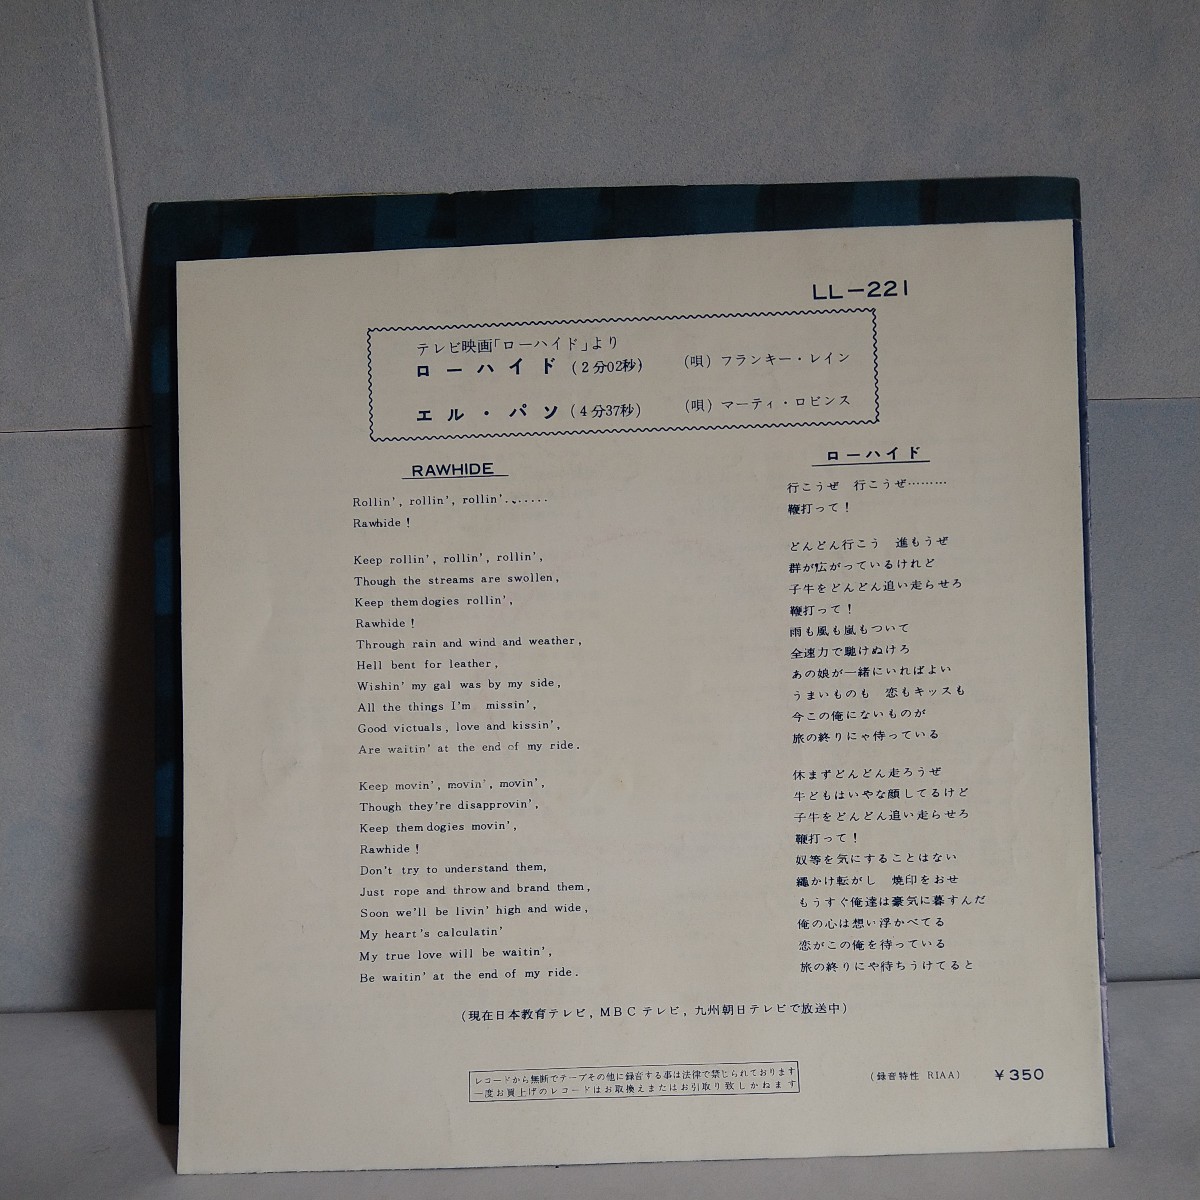 LL-221
テレビ映画「ローハイド」より
ローハイド (2分02秒) (唄) フランキー・レイン
エル・パソ (4分37秒) (唄) マーティ・ロビンス
RAWHIDE
Rollin', rollin', rollin'.......
Rawhide!
Keep rollin', rollin', rollin',
Though the streams are swollen,
Keep them dogies rollin',
Rawhide!
Through rain and wind and weather,
Hell bent for leather,
Wishin' my gal was by my side,
All the things I'm missin',
Good victuals, love and kissin',
Are waitin' at the end of my ride.
Keep movin', movin', movin',
Though they're disapprovin',
Keep them dogies movin',
Rawhide!
Don't try to understand them,
Just rope and throw and brand them,
Soon we'll be livin' high and wide,
My heart's calculatin'
My true love will be waitin',
Be waitin' at the end of my ride.
ローハイド
行こうぜ 行こうぜ………
鞭打って!
どんどん行こう 進もうぜ
群が広がっているけれど
子牛をどんどん追い走らせろ
鞭打って!
雨も風も嵐もついて
全速力で馳けぬけろ
あの娘が一緒にいればよい
うまいものも 恋もキッスも
今この俺にないものが
旅の終りにゃ待っている
休まずどんどん走ろうぜ
牛どもはいやな顔してるけど
子牛をどんどん追い走らせろ
鞭打って!
奴等を気にすることはない
縄かけ転がし 焼印をおせ
もうすぐ俺達は豪気に暮すんだ
俺の心は想い浮かべてる
恋がこの俺を待っている
旅の終りにや待ちうけてると
(現在日本教育テレビ, MBCテレビ, 九州朝日テレビで放送中)
レコードから無断でテープその他に録音する事は法律で禁じられております
一度お買上げのレコードはお取換えまたはお引取り致しかねます
(録音特性 RIAA) ¥350